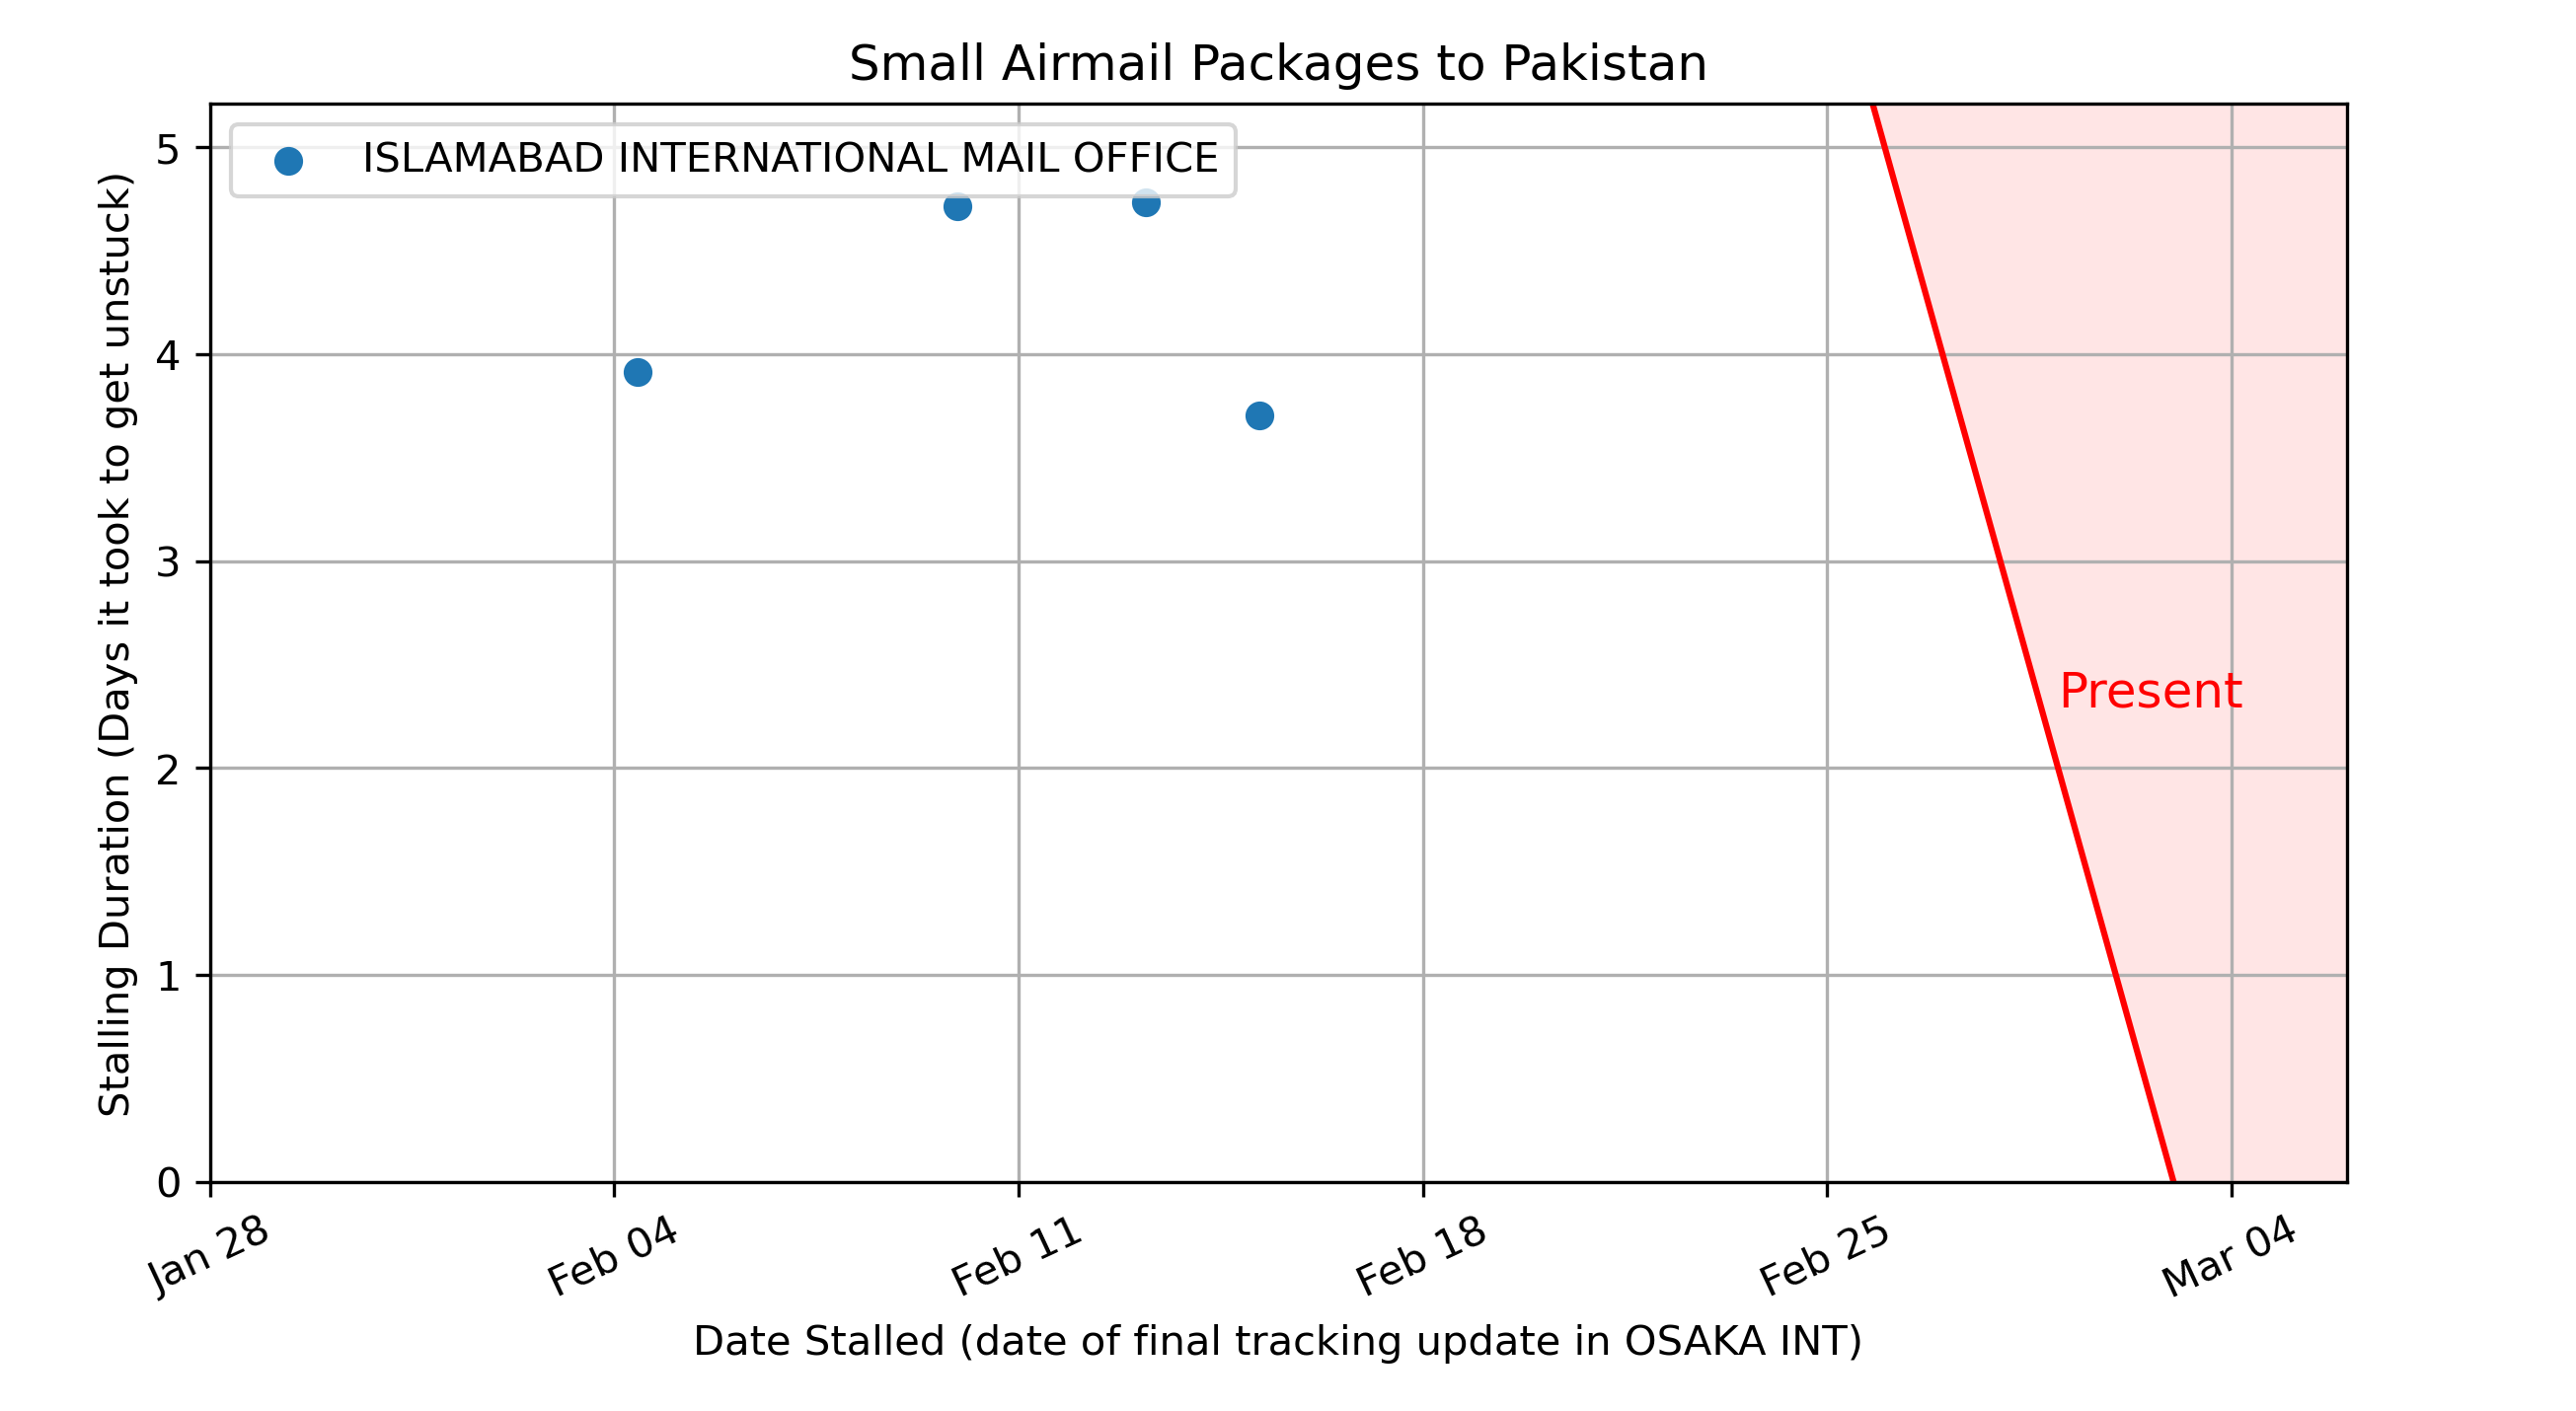 Small Airmail Packages to Pakistan
ISLAMABAD INTERNATIONAL MAIL OFFICE
Stalling Duration (Days it took to get unstuck)
5
4
3
2
1
0
Present
Jan 28
Feb 04
Feb 11
Feb 18
Feb 25
Mar 04
Date Stalled (date of final tracking update in OSAKA INT)